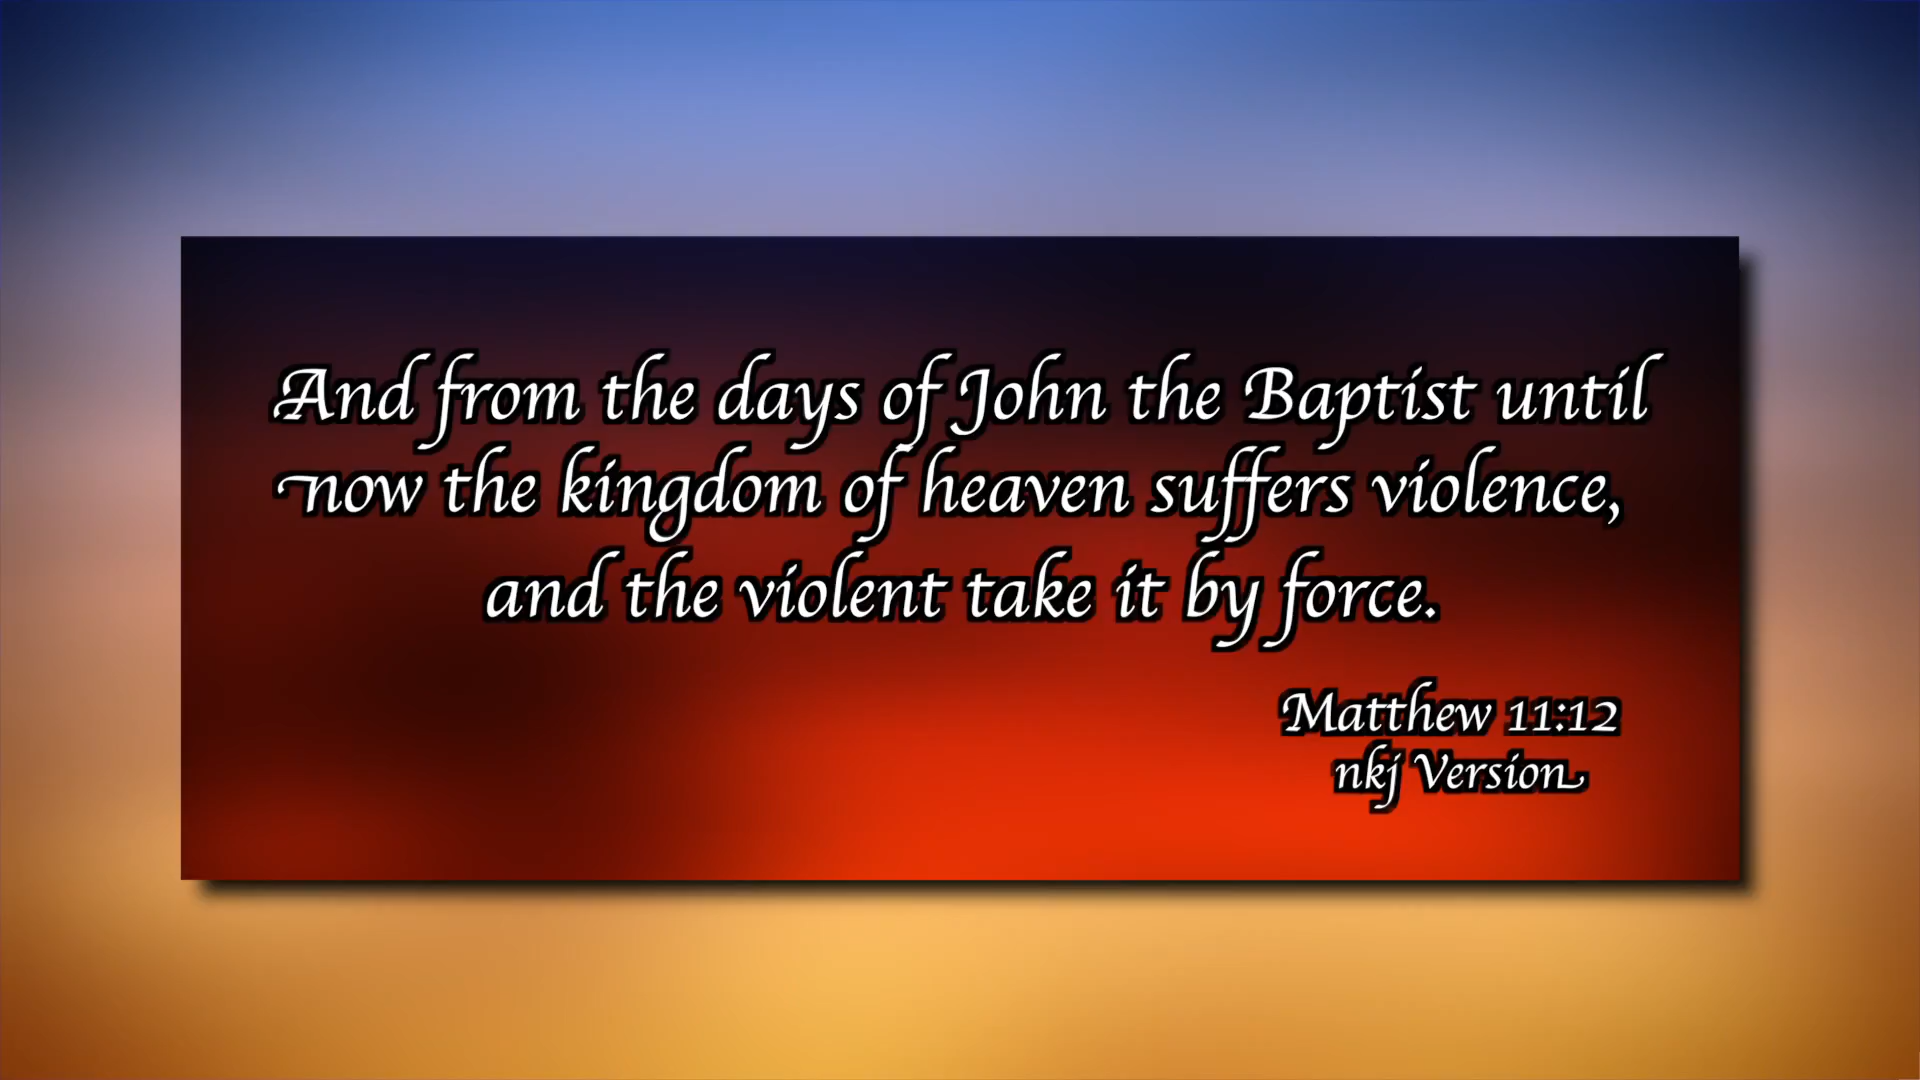 And from the days of John the Baptist until
now the kingdom of heaven suffers violence,
and the violent take it by force.
Matthew 11:12
nkj Version